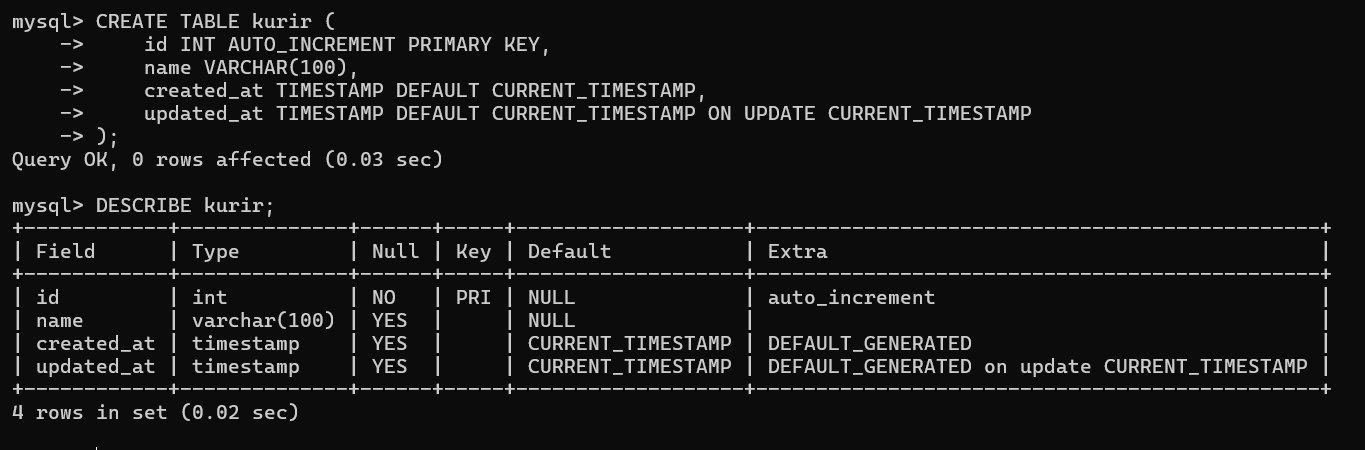 mysql> CREATE TABLE kurir (
    ->     id INT AUTO_INCREMENT PRIMARY KEY,
    ->     name VARCHAR(100),
    ->     created_at TIMESTAMP DEFAULT CURRENT_TIMESTAMP,
    ->     updated_at TIMESTAMP DEFAULT CURRENT_TIMESTAMP ON UPDATE CURRENT_TIMESTAMP
    -> );
Query OK, 0 rows affected (0.03 sec)

mysql> DESCRIBE kurir;
+------------+--------------+------+-----+-------------------+-----------------------------------------------+
| Field      | Type         | Null | Key | Default           | Extra                                         |
+------------+--------------+------+-----+-------------------+-----------------------------------------------+
| id         | int          | NO   | PRI | NULL              | auto_increment                                |
| name       | varchar(100) | YES  |     | NULL              |                                               |
| created_at | timestamp    | YES  |     | CURRENT_TIMESTAMP | DEFAULT_GENERATED                             |
| updated_at | timestamp    | YES  |     | CURRENT_TIMESTAMP | DEFAULT_GENERATED on update CURRENT_TIMESTAMP |
+------------+--------------+------+-----+-------------------+-----------------------------------------------+
4 rows in set (0.02 sec)